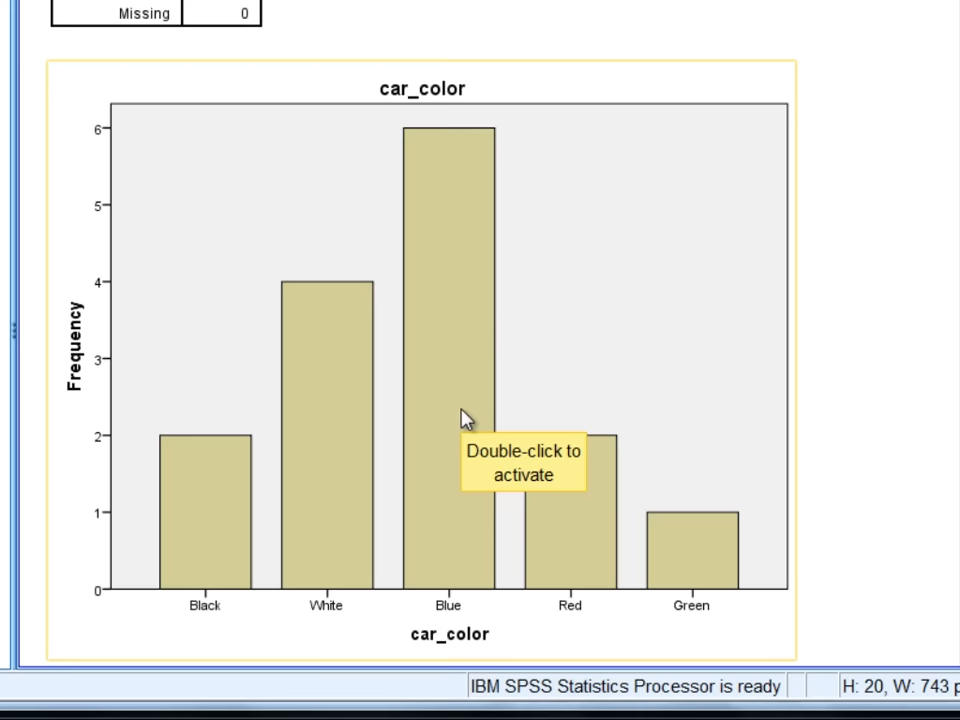 Missing 0
car_color
6
5
4
3
2
1
0
Frequency
Double-click to
activate
Black White Blue Red Green
car_color
IBM SPSS Statistics Processor is ready H: 20, W: 743 p